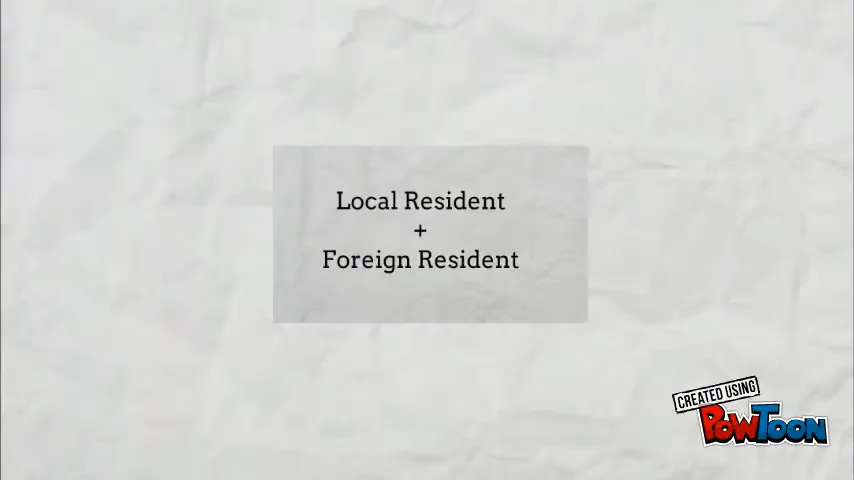 Local Resident
+
Foreign Resident
CREATED USING
POWTOON